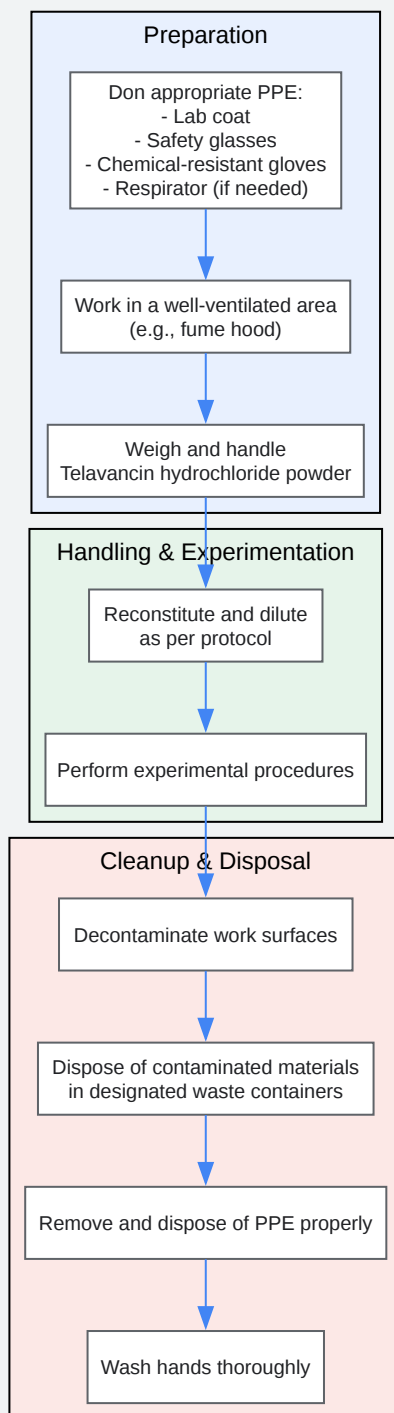 Preparation
Don appropriate PPE:
- Lab coat
- Safety glasses
- Chemical-resistant gloves
- Respirator (if needed)
Work in a well-ventilated area
(e.g., fume hood)
Weigh and handle
Telavancin hydrochloride powder
Handling & Experimentation
Reconstitute and dilute
as per protocol
Perform experimental procedures
Cleanup & Disposal
Decontaminate work surfaces
Dispose of contaminated materials
in designated waste containers
Remove and dispose of PPE properly
Wash hands thoroughly